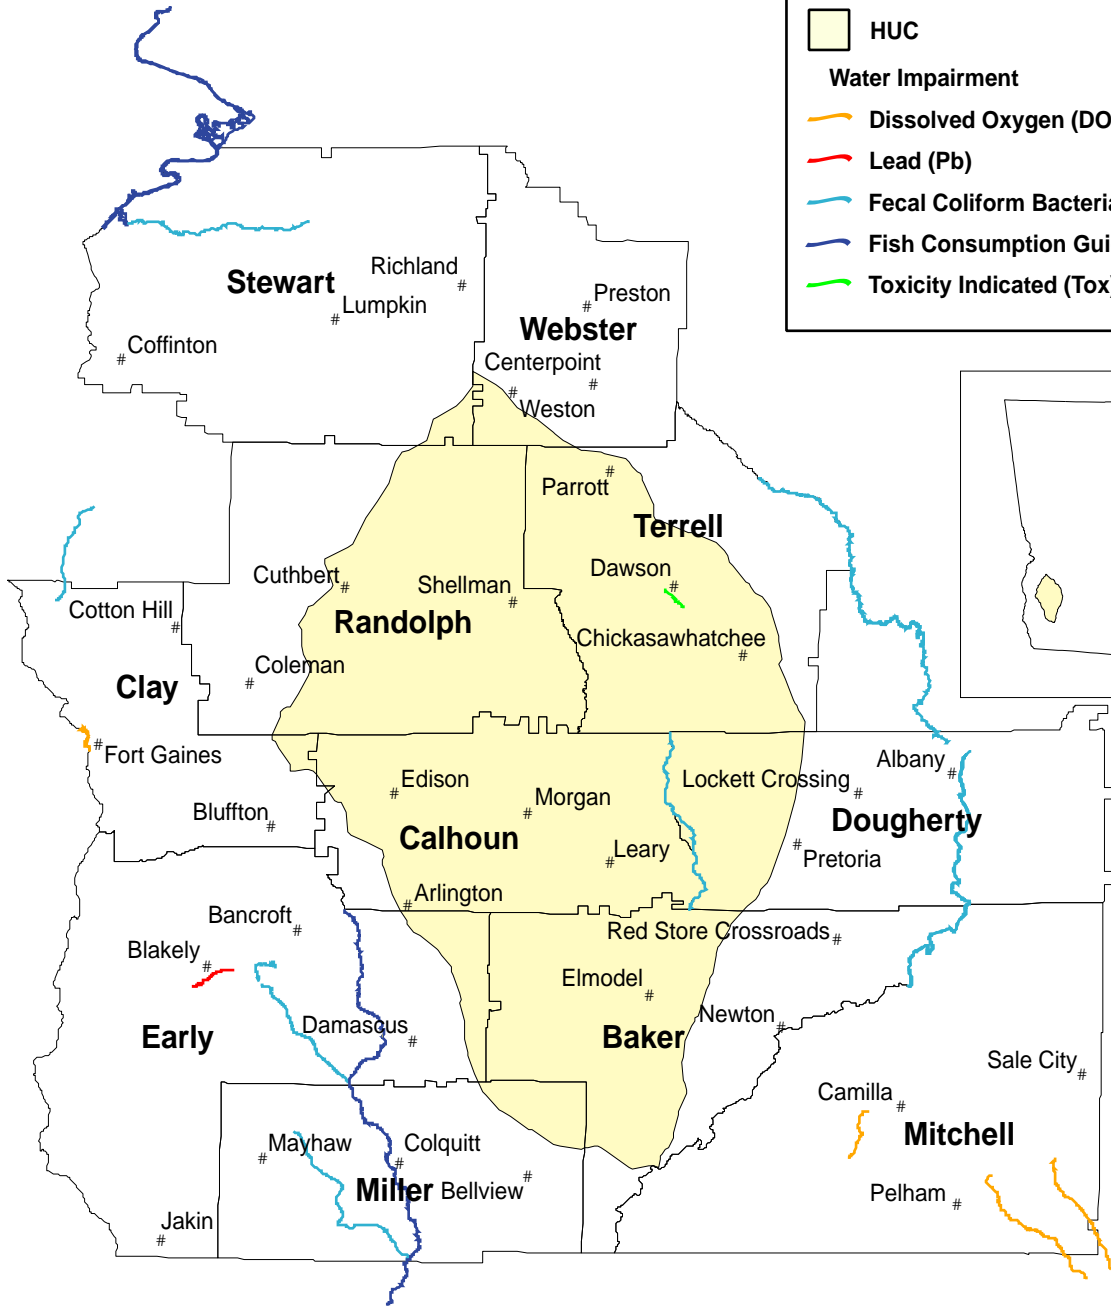 HUC
Water Impairment
Dissolved Oxygen (DO
Lead (Pb)
Fecal Coliform Bacteria
Fish Consumption Gui
Toxicity Indicated (Tox)
Richland
#
Stewart
Lumpkin
#
Preston
#
Webster
Coffinton
#
Centerpoint
#
#
Weston
#
Parrott
Terrell
Cuthbert
#
Shellman
#
Dawson
#
Cotton Hill
#
Randolph
Chickasawhatchee
#
Coleman
#
Clay
#
Fort Gaines
Edison
#
Morgan
#
Lockett Crossing
#
Albany
#
Bluffton
#
Calhoun
Dougherty
Leary
#
#
Pretoria
Arlington
#
Bancroft
#
Red Store Crossroads
#
Blakely
#
Elmodel
#
Newton
#
Early
Damascus
#
Baker
Sale City
#
Camilla
#
Mitchell
Mayhaw
#
Colquitt
#
Miller
Bellview
#
Pelham
#
Jakin
#